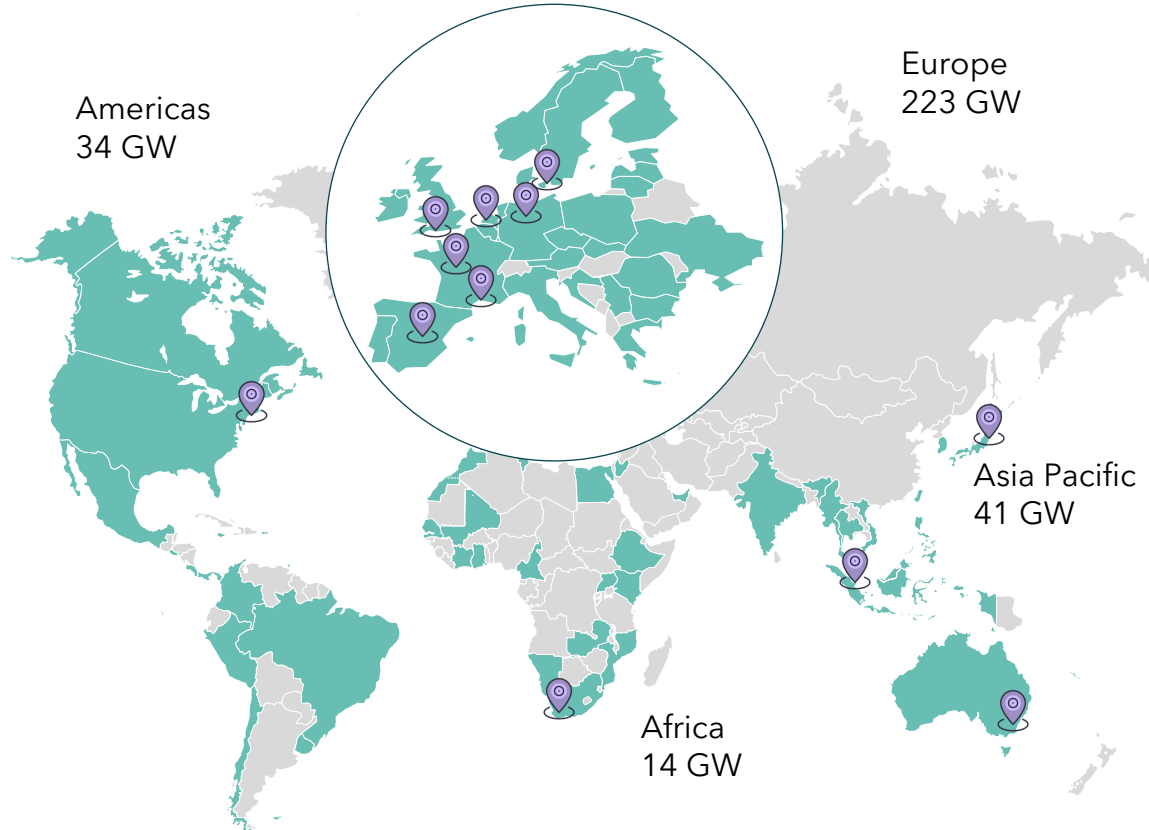 Americas
34 GW
Europe
223 GW
Asia Pacific
41 GW
Africa
14 GW